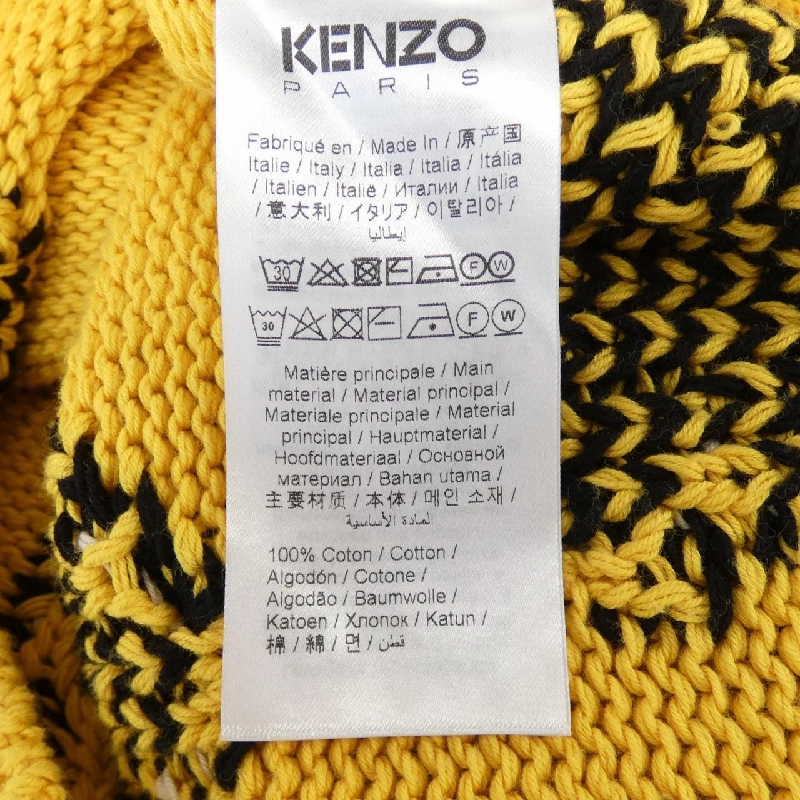 KENZO
PARIS
Fabriqué en / Made In / 原产国
Italie / Italy / Italia / Italia / Itália
/ Italien / Italië / Италии / Italia
/ 意大利 / イタリア / 이탈리아 /
إيطاليا
30 F W
30 F W
Matière principale / Main
material / Material principal /
Materiale principale / Material
principal / Hauptmaterial /
Hoofdmateriaal / Основной
материал / Bahan utama /
主要材质 / 本体 / 메인 소재 /
لمادة الأساسية
100% Coton / Cotton /
Algodón / Cotone /
Algodão / Baumwolle /
Katoen / Хлопок / Katun /
棉 / 綿 / 면 / قطن